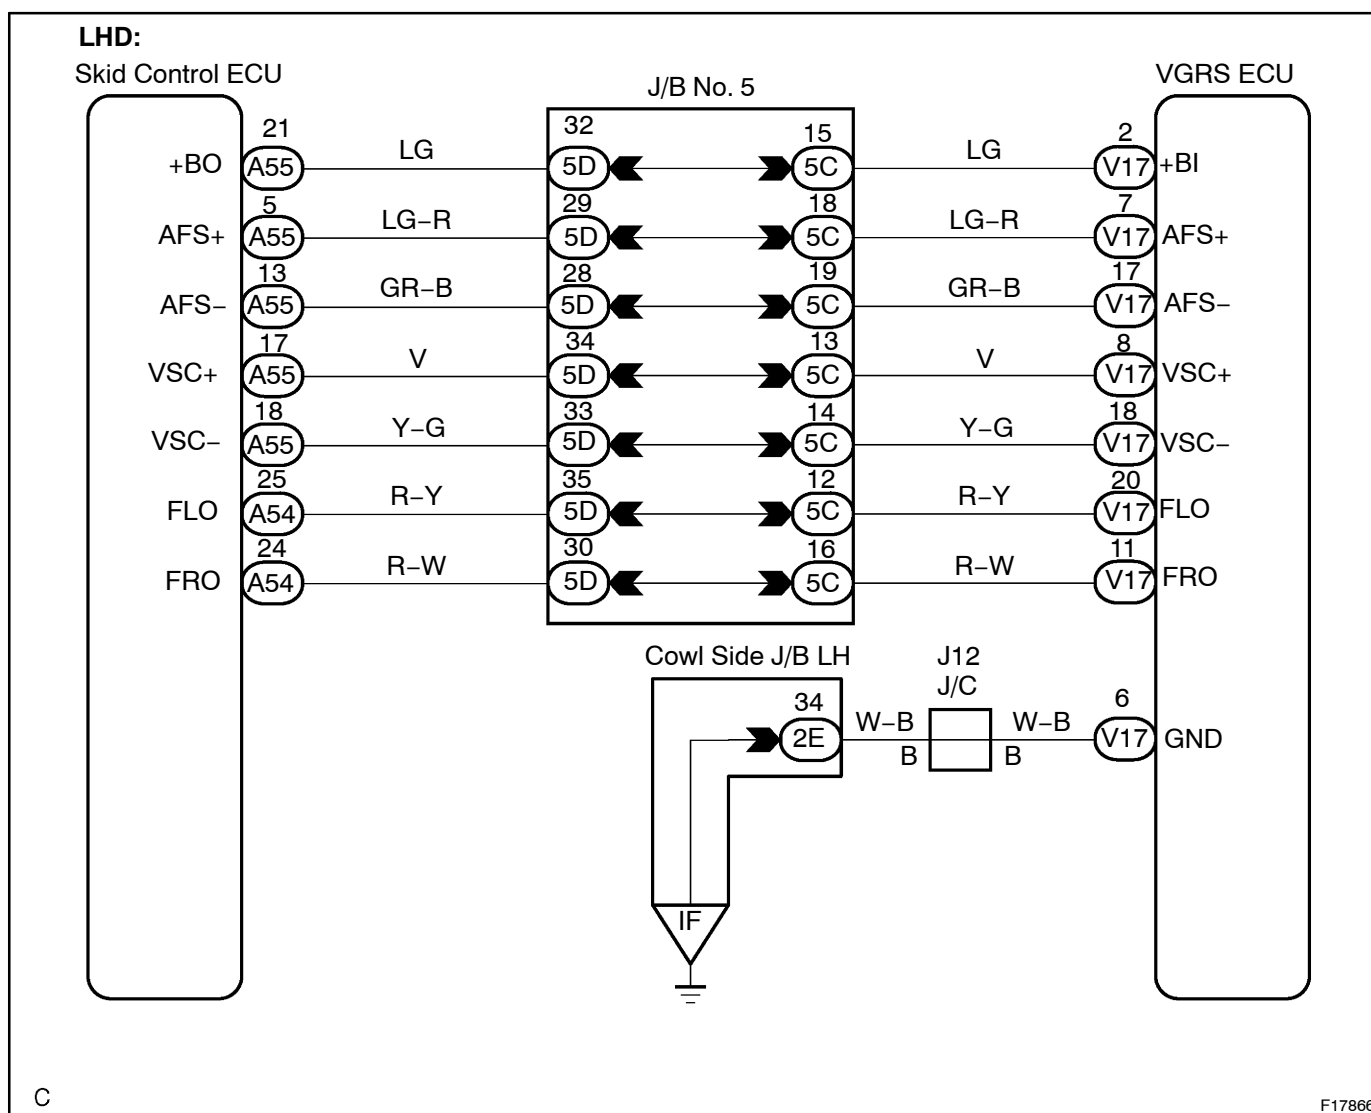 LHD:
Skid Control ECU
J/B No. 5
VGRS ECU
21 32 15 2
+BO A55 LG 5D 5C LG V17 +BI
5 29 18 7
AFS+ A55 LG–R 5D 5C LG–R V17 AFS+
13 28 19 17
AFS– A55 GR–B 5D 5C GR–B V17 AFS–
17 34 13 8
VSC+ A55 V 5D 5C V V17 VSC+
18 33 14 18
VSC– A55 Y–G 5D 5C Y–G V17 VSC–
25 35 12 20
FLO A54 R–Y 5D 5C R–Y V17 FLO
24 30 16 11
FRO A54 R–W 5D 5C R–W V17 FRO
Cowl Side J/B LH J12
J/C
34 6
2E W–B W–B V17 GND
B B
IF
C
F17866